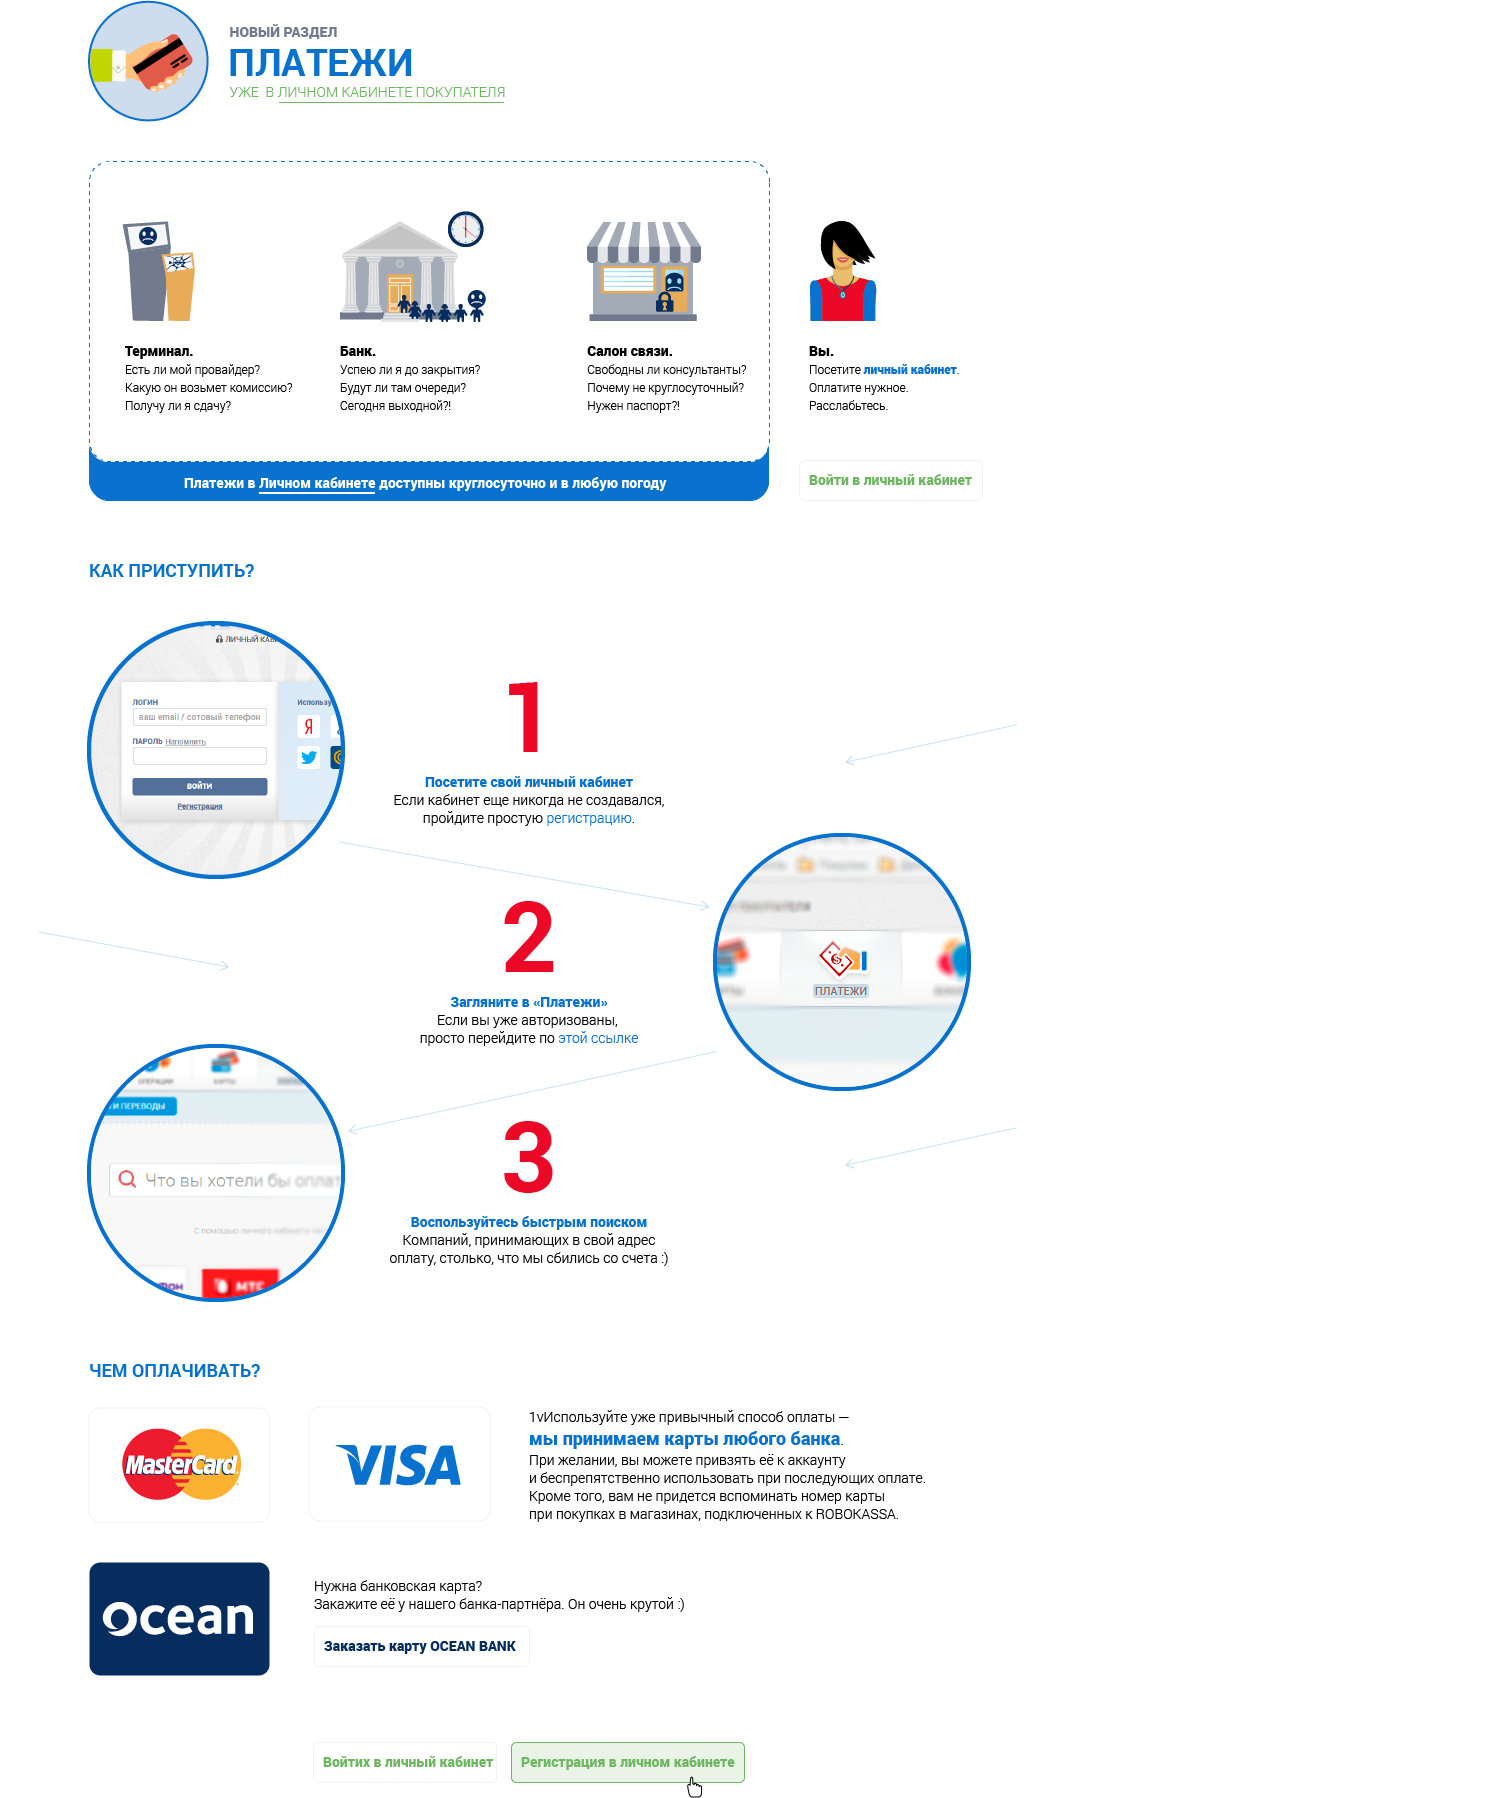 НОВЫЙ РАЗДЕЛ
ПЛАТЕЖИ
УЖЕ В ЛИЧНОМ КАБИНЕТЕ ПОКУПАТЕЛЯ
Терминал.
Есть ли мой провайдер?
Какую он возьмет комиссию?
Получу ли я сдачу?
Банк.
Успею ли я до закрытия?
Будут ли там очереди?
Сегодня выходной?!
Салон связи.
Свободны ли консультанты?
Почему не круглосуточный?
Нужен паспорт?!
Вы.
Посетите личный кабинет.
Оплатите нужное.
Расслабьтесь.
Платежи в Личном кабинете доступны круглосуточно и в любую погоду
Войти в личный кабинет
КАК ПРИСТУПИТЬ?
ЛИЧНЫЙ
ЛОГИН
ваш email / сотовый телефон
ПАРОЛЬ Напомнить
ВОЙТИ
Регистрация
Я
1
Посетите свой личный кабинет
Если кабинет еще никогда не создавался,
пройдите простую регистрацию.
2
Загляните в «Платежи»
Если вы уже авторизованы,
просто перейдите по этой ссылке
ПЛАТЕЖИ
ОПЕРАЦИИ
КАРТЫ
И ПЕРЕВОДЫ
Что вы хотели бы оплат
С помощью личного кабинета
МТС
3
Воспользуйтесь быстрым поиском
Компаний, принимающих в свой адрес
оплату, столько, что мы сбились со счета :)
ЧЕМ ОПЛАЧИВАТЬ?
MasterCard
VISA
1vИспользуйте уже привычный способ оплаты —
мы принимаем карты любого банка.
При желании, вы можете привзять её к аккаунту
и беспрепятственно использовать при последующих оплате.
Кроме того, вам не придется вспоминать номер карты
при покупках в магазинах, подключенных к ROBOKASSA.
ocean
Нужна банковская карта?
Закажите её у нашего банка-партнёра. Он очень крутой :)
Заказать карту OCEAN BANK
Войтих в личный кабинет
Регистрация в личном кабинете